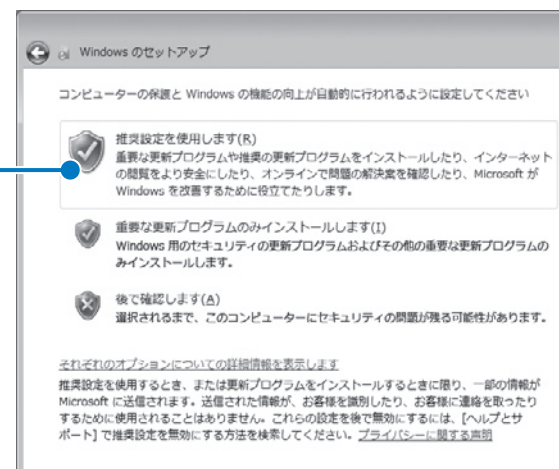 Windows のセットアップ
コンピューターの保護と Windows の機能の向上が自動的に行われるように設定してください
推奨設定を使用します(R)
重要な更新プログラムや推奨の更新プログラムをインストールしたり、インターネット
の閲覧をより安全にしたり、オンラインで問題の解決案を確認したり、Microsoft が
Windows を改善するために役立てたりします。
重要な更新プログラムのみインストールします(I)
Windows 用のセキュリティの更新プログラムおよびその他の重要な更新プログラムの
みインストールします。
後で確認します(A)
選択されるまで、このコンピューターにセキュリティの問題が残る可能性があります。
それぞれのオプションについての詳細情報を表示します
推奨設定を使用するとき、または更新プログラムをインストールするときに限り、一部の情報が
Microsoft に送信されます。送信された情報が、お客様を識別したり、お客様に連絡を取ったり
するために使用されることはありません。これらの設定を後で無効にするには、[ヘルプとサ
ポート] で推奨設定を無効にする方法を検索してください。プライバシーに関する声明